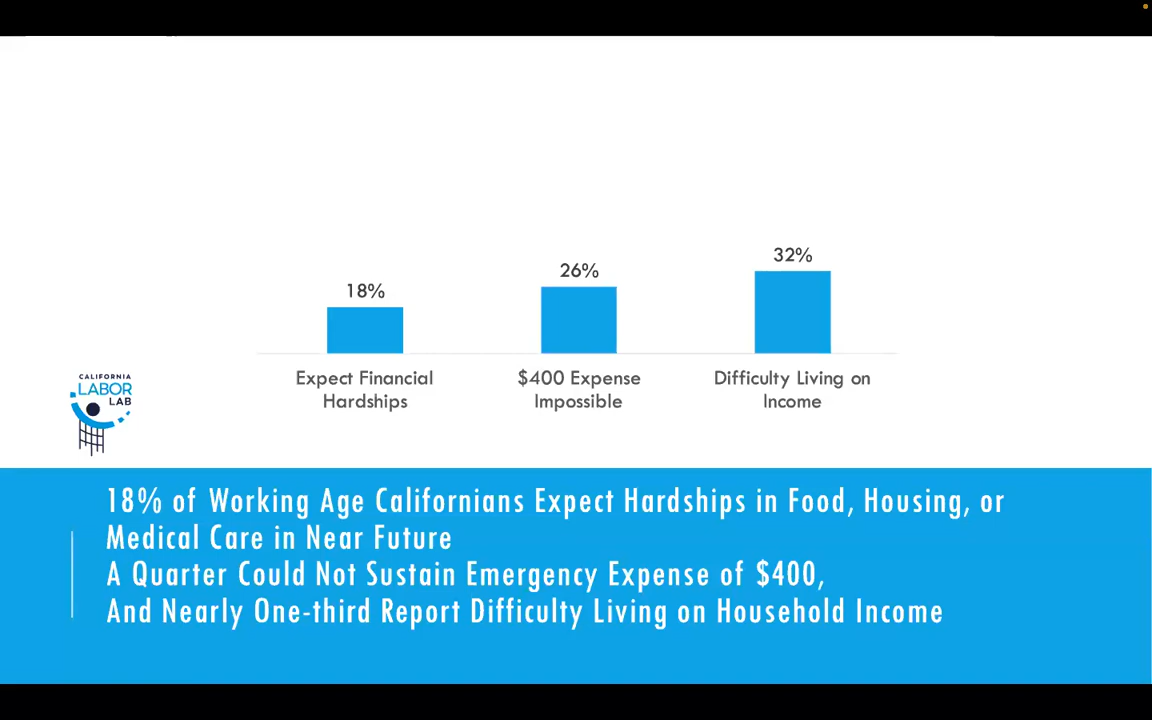 32%
26%
18%
Expect Financial Hardships
$400 Expense Impossible
Difficulty Living on Income
CALIFORNIA
LABOR
LAB
18% of Working Age Californians Expect Hardships in Food, Housing, or
Medical Care in Near Future
A Quarter Could Not Sustain Emergency Expense of $400,
And Nearly One-third Report Difficulty Living on Household Income